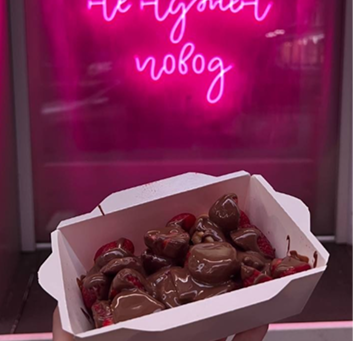 не нужен
повод